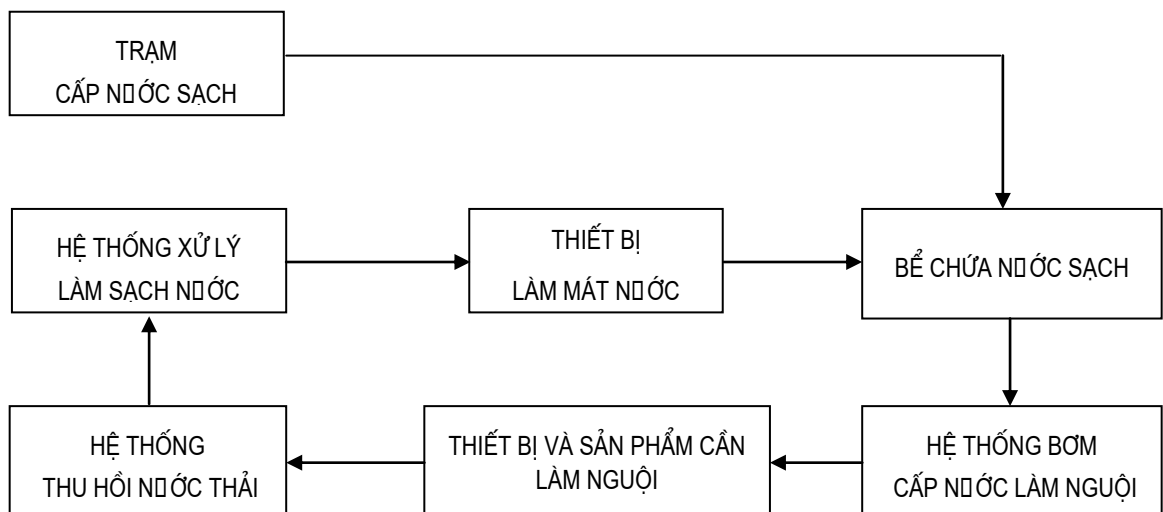 TRẠM
CẤP N□ỚC SẠCH
HỆ THỐNG XỬ LÝ
LÀM SẠCH N□ỚC
THIẾT BỊ
LÀM MÁT N□ỚC
BỂ CHỨA N□ỚC SẠCH
HỆ THỐNG
THU HỒI N□ỚC THẢI
THIẾT BỊ VÀ SẢN PHẨM CẦN
LÀM NGUỘI
HỆ THỐNG BƠM
CẤP N□ỚC LÀM NGUỘI